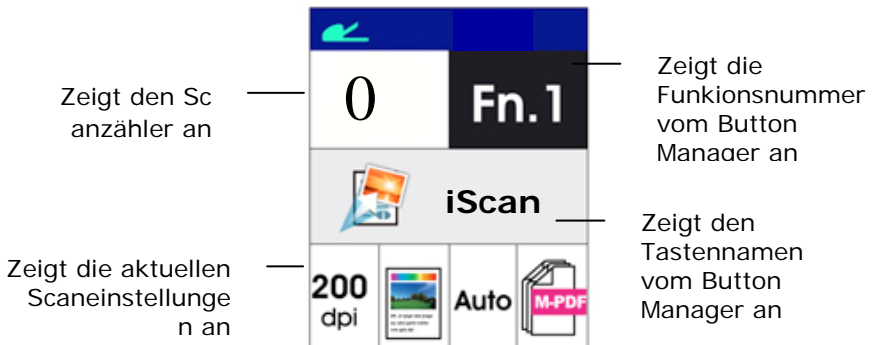 Zeigt den Sc
anzähler an
0
Fn.1
Zeigt die
Funkionsnummer
vom Button
Manager an
iScan
Zeigt den
Tastennamen
vom Button
Manager an
Zeigt die aktuellen
Scaneinstellunge
n an
200
dpi
Auto
M-PDF